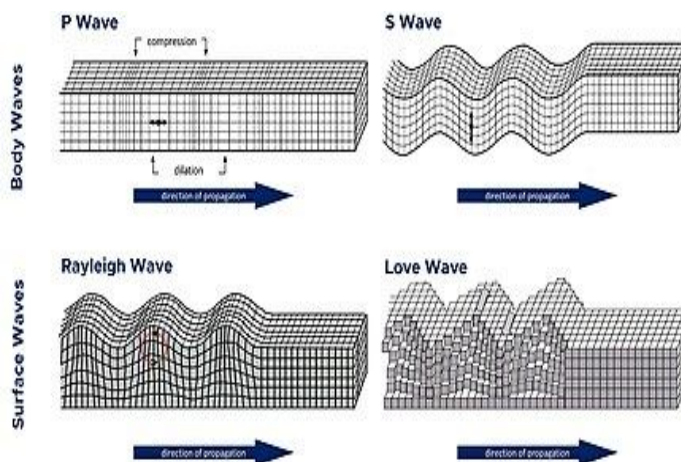 P Wave
compression
dilation
direction of propagation
S Wave
direction of propagation
Body Waves
Rayleigh Wave
direction of propagation
Love Wave
direction of propagation
Surface Waves